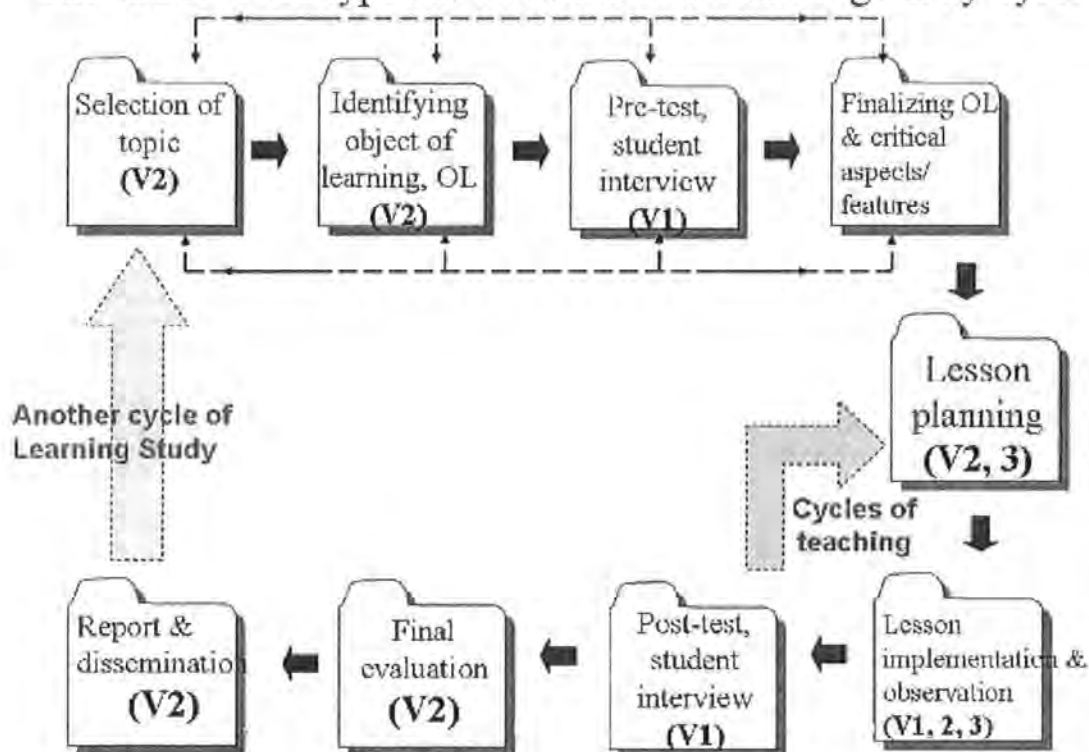 Selection of
topic
(V2)
Identifying
object of
learning, OL
(V2)
Pre-test,
student
interview
(V1)
Finalizing OL
& critical
aspects/
features
Lesson
planning
(V2, 3)
Another cycle of
Learning Study
Cycles of
teaching
Report &
dissemination
(V2)
Final
evaluation
(V2)
Post-test,
student
interview
(V1)
Lesson
implementation &
observation
(V1, 2, 3)